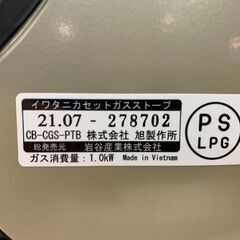 イワタニカセットガスストーブ
21.07 - 278702
CB-CGS-PTB 株式会社 旭製作所
総発売元 岩谷産業株式会社
ガス消費量：1.0kW Made in Vietnam
PS
LPG